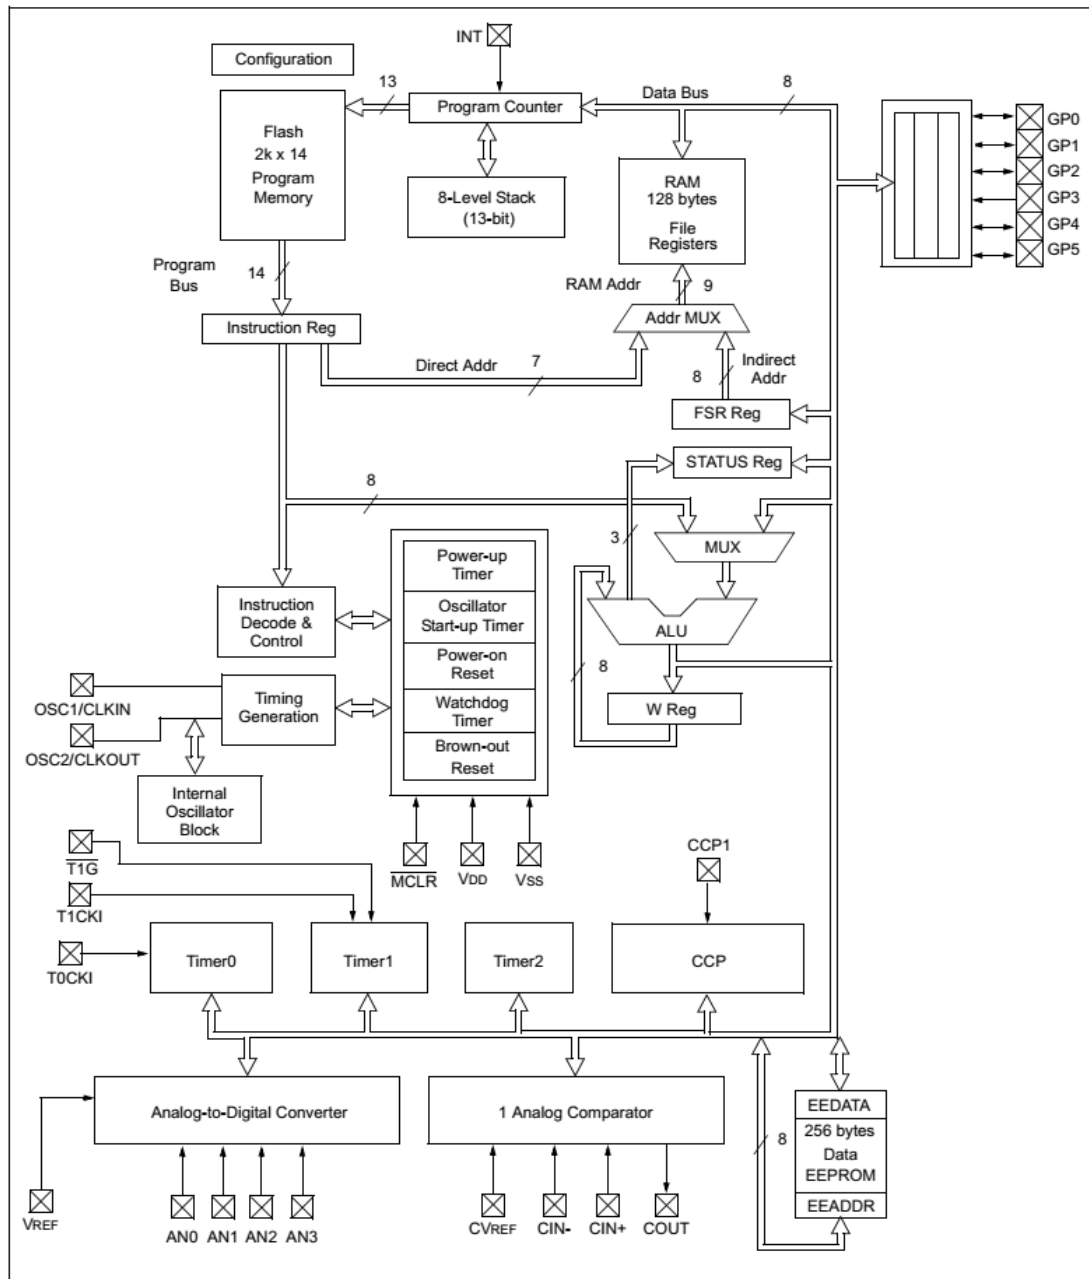 INT
Configuration
13
Program Counter
Data Bus
8
Flash
2k x 14
Program
Memory
8-Level Stack
(13-bit)
RAM
128 bytes
File
Registers
GP0
GP1
GP2
GP3
GP4
GP5
Program
Bus
14
RAM Addr
9
Addr MUX
Instruction Reg
Direct Addr
7
8
Indirect
Addr
FSR Reg
STATUS Reg
8
3
MUX
Power-up
Timer
Instruction
Decode &
Control
Oscillator
Start-up Timer
ALU
Power-on
Reset
8
OSC1/CLKIN
Timing
Generation
Watchdog
Timer
W Reg
OSC2/CLKOUT
Brown-out
Reset
Internal
Oscillator
Block
T1G
MCLR
VDD
VSS
CCP1
T1CKI
T0CKI
Timer0
Timer1
Timer2
CCP
Analog-to-Digital Converter
1 Analog Comparator
EEDATA
256 bytes
Data
EEPROM
EEADDR
8
VREF
AN0
AN1
AN2
AN3
CVREF
CIN-
CIN+
COUT